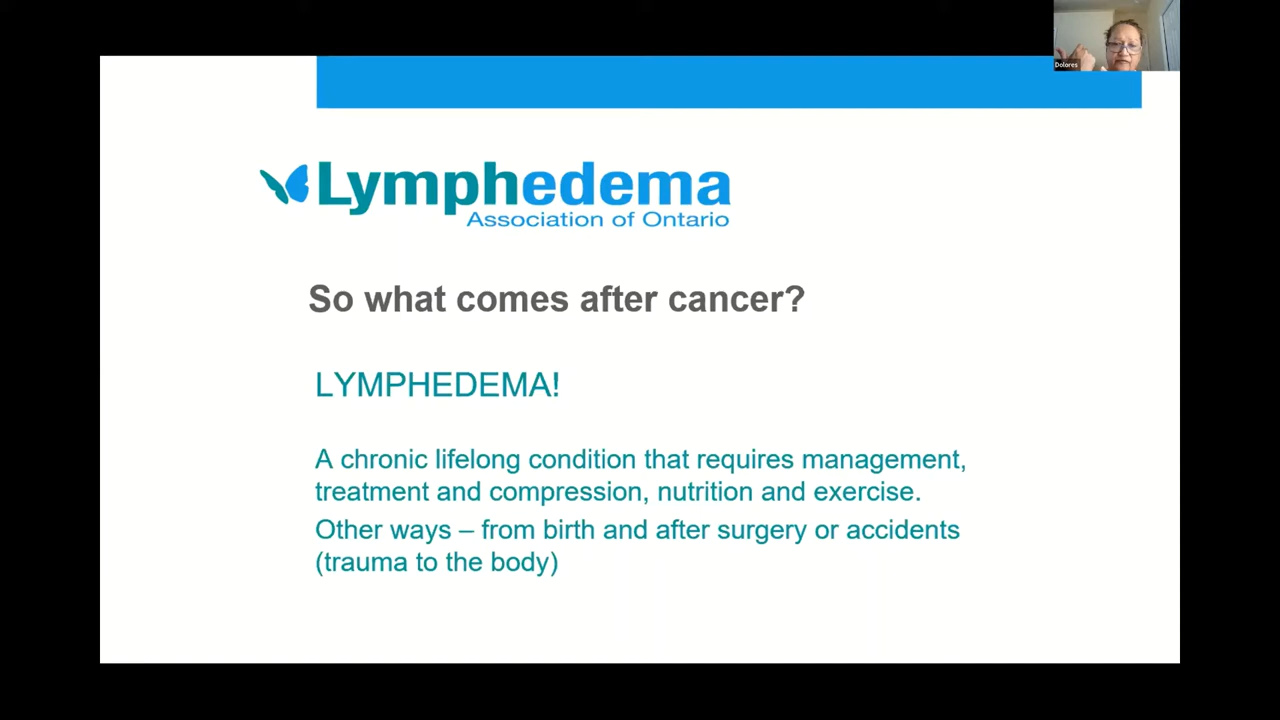 Dolores
Lymphedema
Association of Ontario
So what comes after cancer?
LYMPHEDEMA!
A chronic lifelong condition that requires management,
treatment and compression, nutrition and exercise.
Other ways – from birth and after surgery or accidents
(trauma to the body)